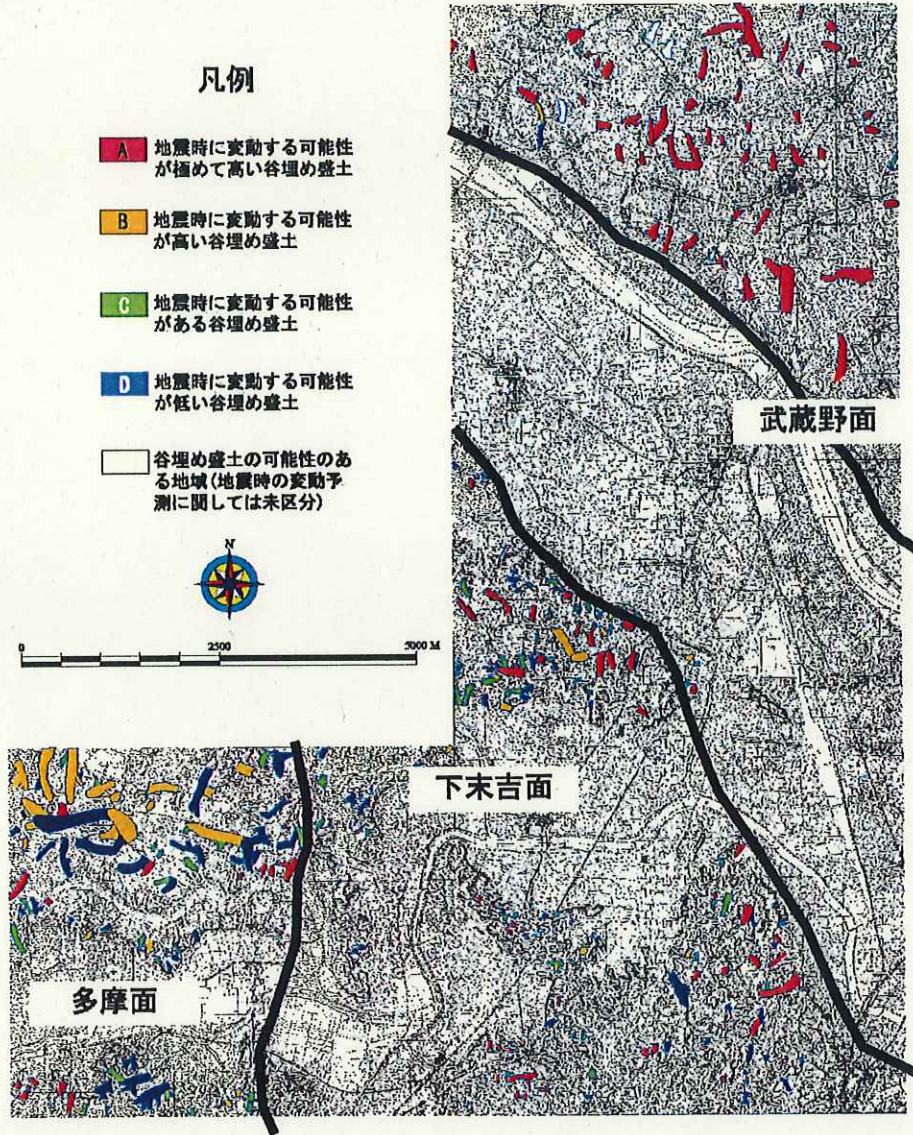 凡例
A 地震時に変動する可能性
が極めて高い谷埋め盛土
B 地震時に変動する可能性
が高い谷埋め盛土
C 地震時に変動する可能性
がある谷埋め盛土
D 地震時に変動する可能性
が低い谷埋め盛土
谷埋め盛土の可能性のあ
る地域(地震時の変動予
測に関しては未区分)
N
0 2500 5000 M
武蔵野面
下末吉面
多摩面